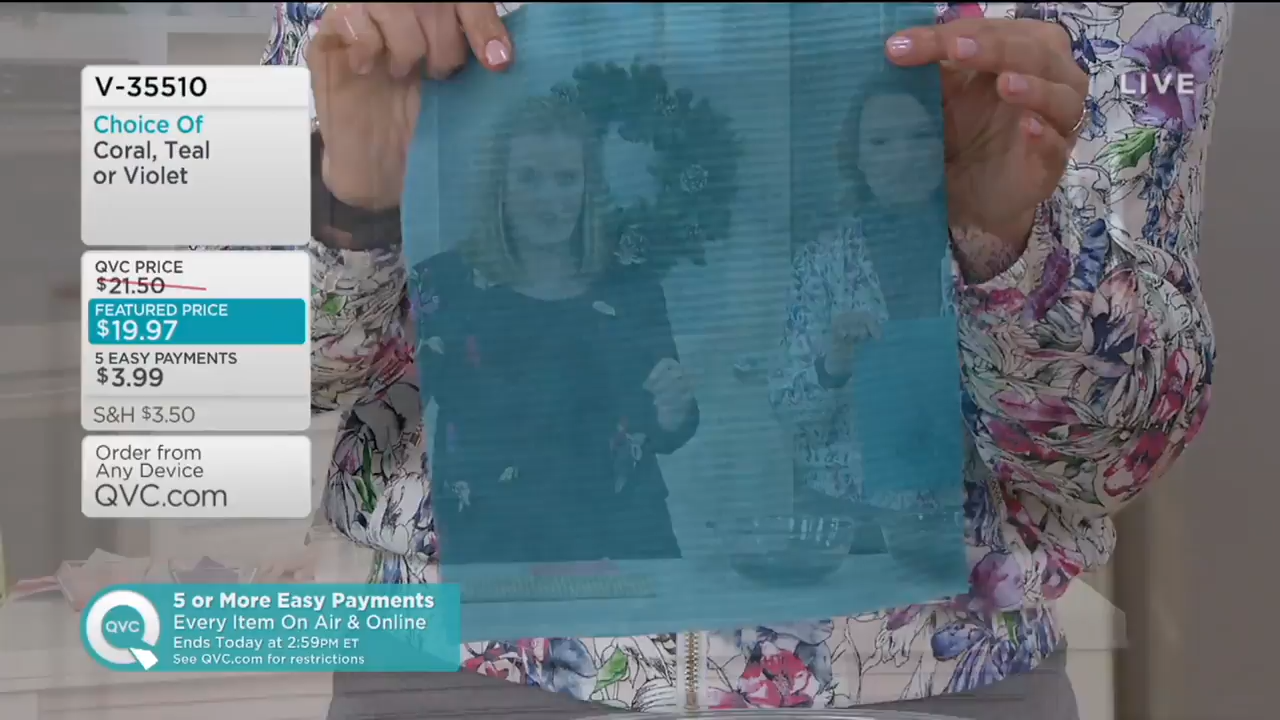 V-35510
Choice Of
Coral, Teal
or Violet
QVC PRICE
$21.50
FEATURED PRICE
$19.97
5 EASY PAYMENTS
$3.99
S&H $3.50
Order from
Any Device
QVC.com
QVC
5 or More Easy Payments
Every Item On Air & Online
Ends Today at 2:59PM ET
See QVC.com for restrictions
LIVE